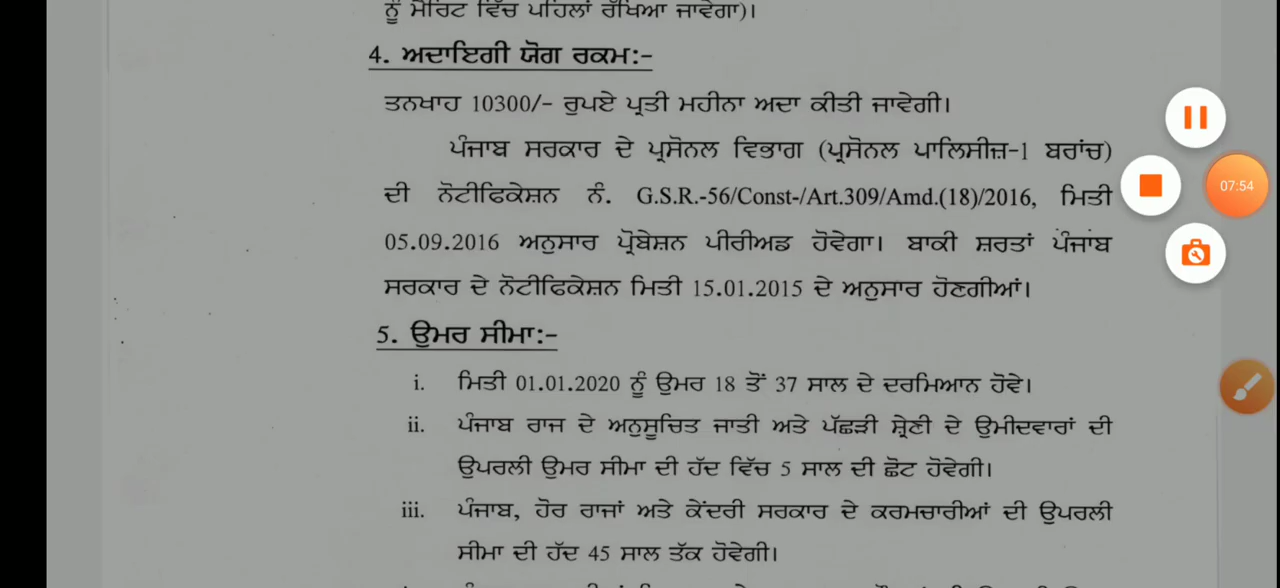 ਨੂੰ ਮੈਰਿਟ ਵਿੱਚ ਪਹਿਲਾਂ ਰੱਖਿਆ ਜਾਵੇਗਾ)।
4. ਅਦਾਇਗੀ ਯੋਗ ਰਕਮ:-
ਤਨਖਾਹ 10300/- ਰੁਪਏ ਪ੍ਰਤੀ ਮਹੀਨਾ ਅਦਾ ਕੀਤੀ ਜਾਵੇਗੀ।
ਪੰਜਾਬ ਸਰਕਾਰ ਦੇ ਪ੍ਰਸੋਨਲ ਵਿਭਾਗ (ਪ੍ਰਸੋਨਲ ਪਾਲਿਸੀਜ਼-1 ਬਰਾਂਚ)
ਦੀ ਨੋਟੀਫਿਕੇਸ਼ਨ ਨੰ. G.S.R.-56/Const-/Art.309/Amd.(18)/2016, ਮਿਤੀ
05.09.2016 ਅਨੁਸਾਰ ਪ੍ਰੋਬੇਸ਼ਨ ਪੀਰੀਅਡ ਹੋਵੇਗਾ। ਬਾਕੀ ਸ਼ਰਤਾਂ ਪੰਜਾਬ
ਸਰਕਾਰ ਦੇ ਨੋਟੀਫਿਕੇਸ਼ਨ ਮਿਤੀ 15.01.2015 ਦੇ ਅਨੁਸਾਰ ਹੋਣਗੀਆਂ।
5. ਉਮਰ ਸੀਮਾ:-
i. ਮਿਤੀ 01.01.2020 ਨੂੰ ਉਮਰ 18 ਤੋਂ 37 ਸਾਲ ਦੇ ਦਰਮਿਆਨ ਹੋਵੇ।
ii. ਪੰਜਾਬ ਰਾਜ ਦੇ ਅਨੁਸੂਚਿਤ ਜਾਤੀ ਅਤੇ ਪੱਛੜੀ ਸ਼੍ਰੇਣੀ ਦੇ ਉਮੀਦਵਾਰਾਂ ਦੀ
ਉਪਰਲੀ ਉਮਰ ਸੀਮਾ ਦੀ ਹੱਦ ਵਿੱਚ 5 ਸਾਲ ਦੀ ਛੋਟ ਹੋਵੇਗੀ।
iii. ਪੰਜਾਬ, ਹੋਰ ਰਾਜਾਂ ਅਤੇ ਕੇਂਦਰੀ ਸਰਕਾਰ ਦੇ ਕਰਮਚਾਰੀਆਂ ਦੀ ਉਪਰਲੀ
ਸੀਮਾ ਦੀ ਹੱਦ 45 ਸਾਲ ਤੱਕ ਹੋਵੇਗੀ।
07:54